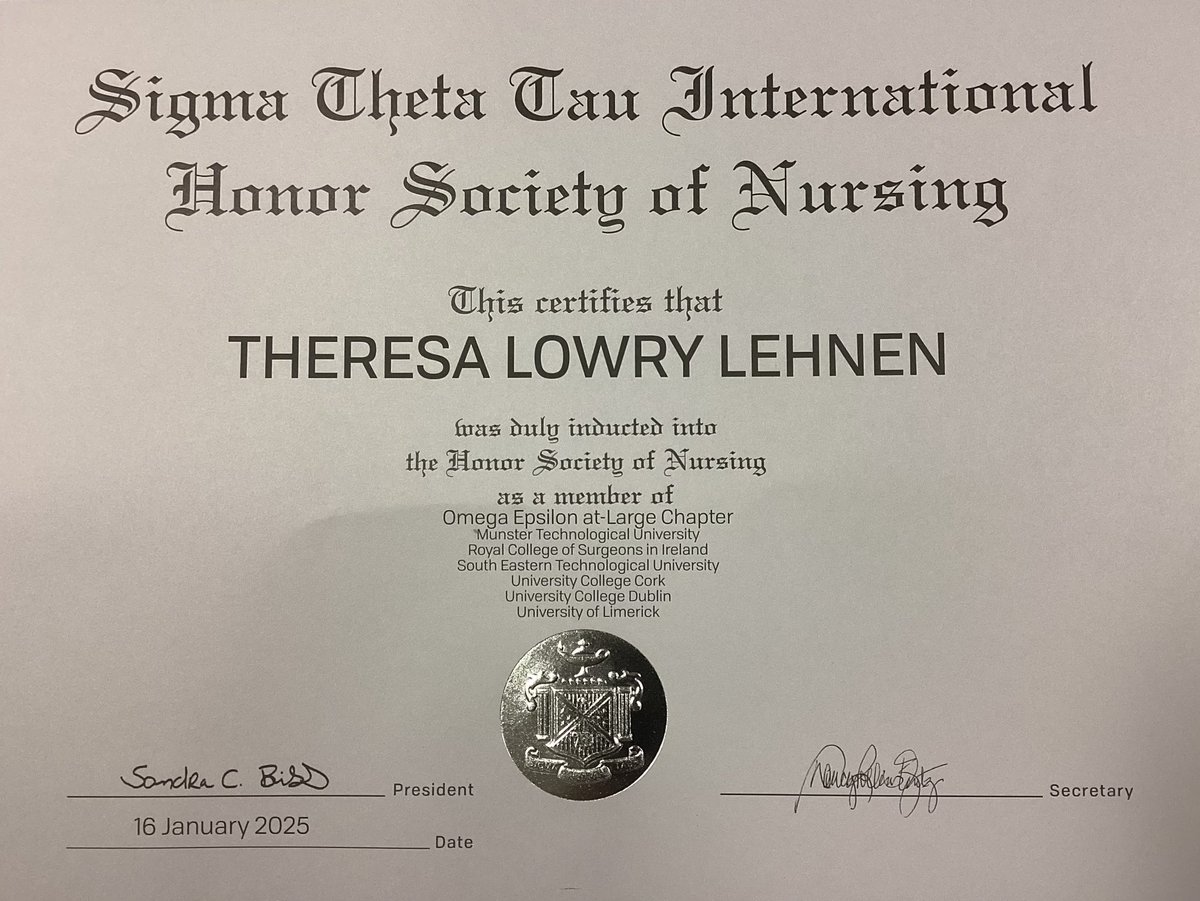 Sigma Theta Tau International
Honor Society of Nursing
This certifies that
THERESA LOWRY LEHNEN
was duly inducted into
the Honor Society of Nursing
as a member of
Omega Epsilon at-Large Chapter
Munster Technological University
Royal College of Surgeons in Ireland
South Eastern Technological University
University College Cork
University College Dublin
University of Limerick
Sandra C. President
Secretary
16 January 2025
Date